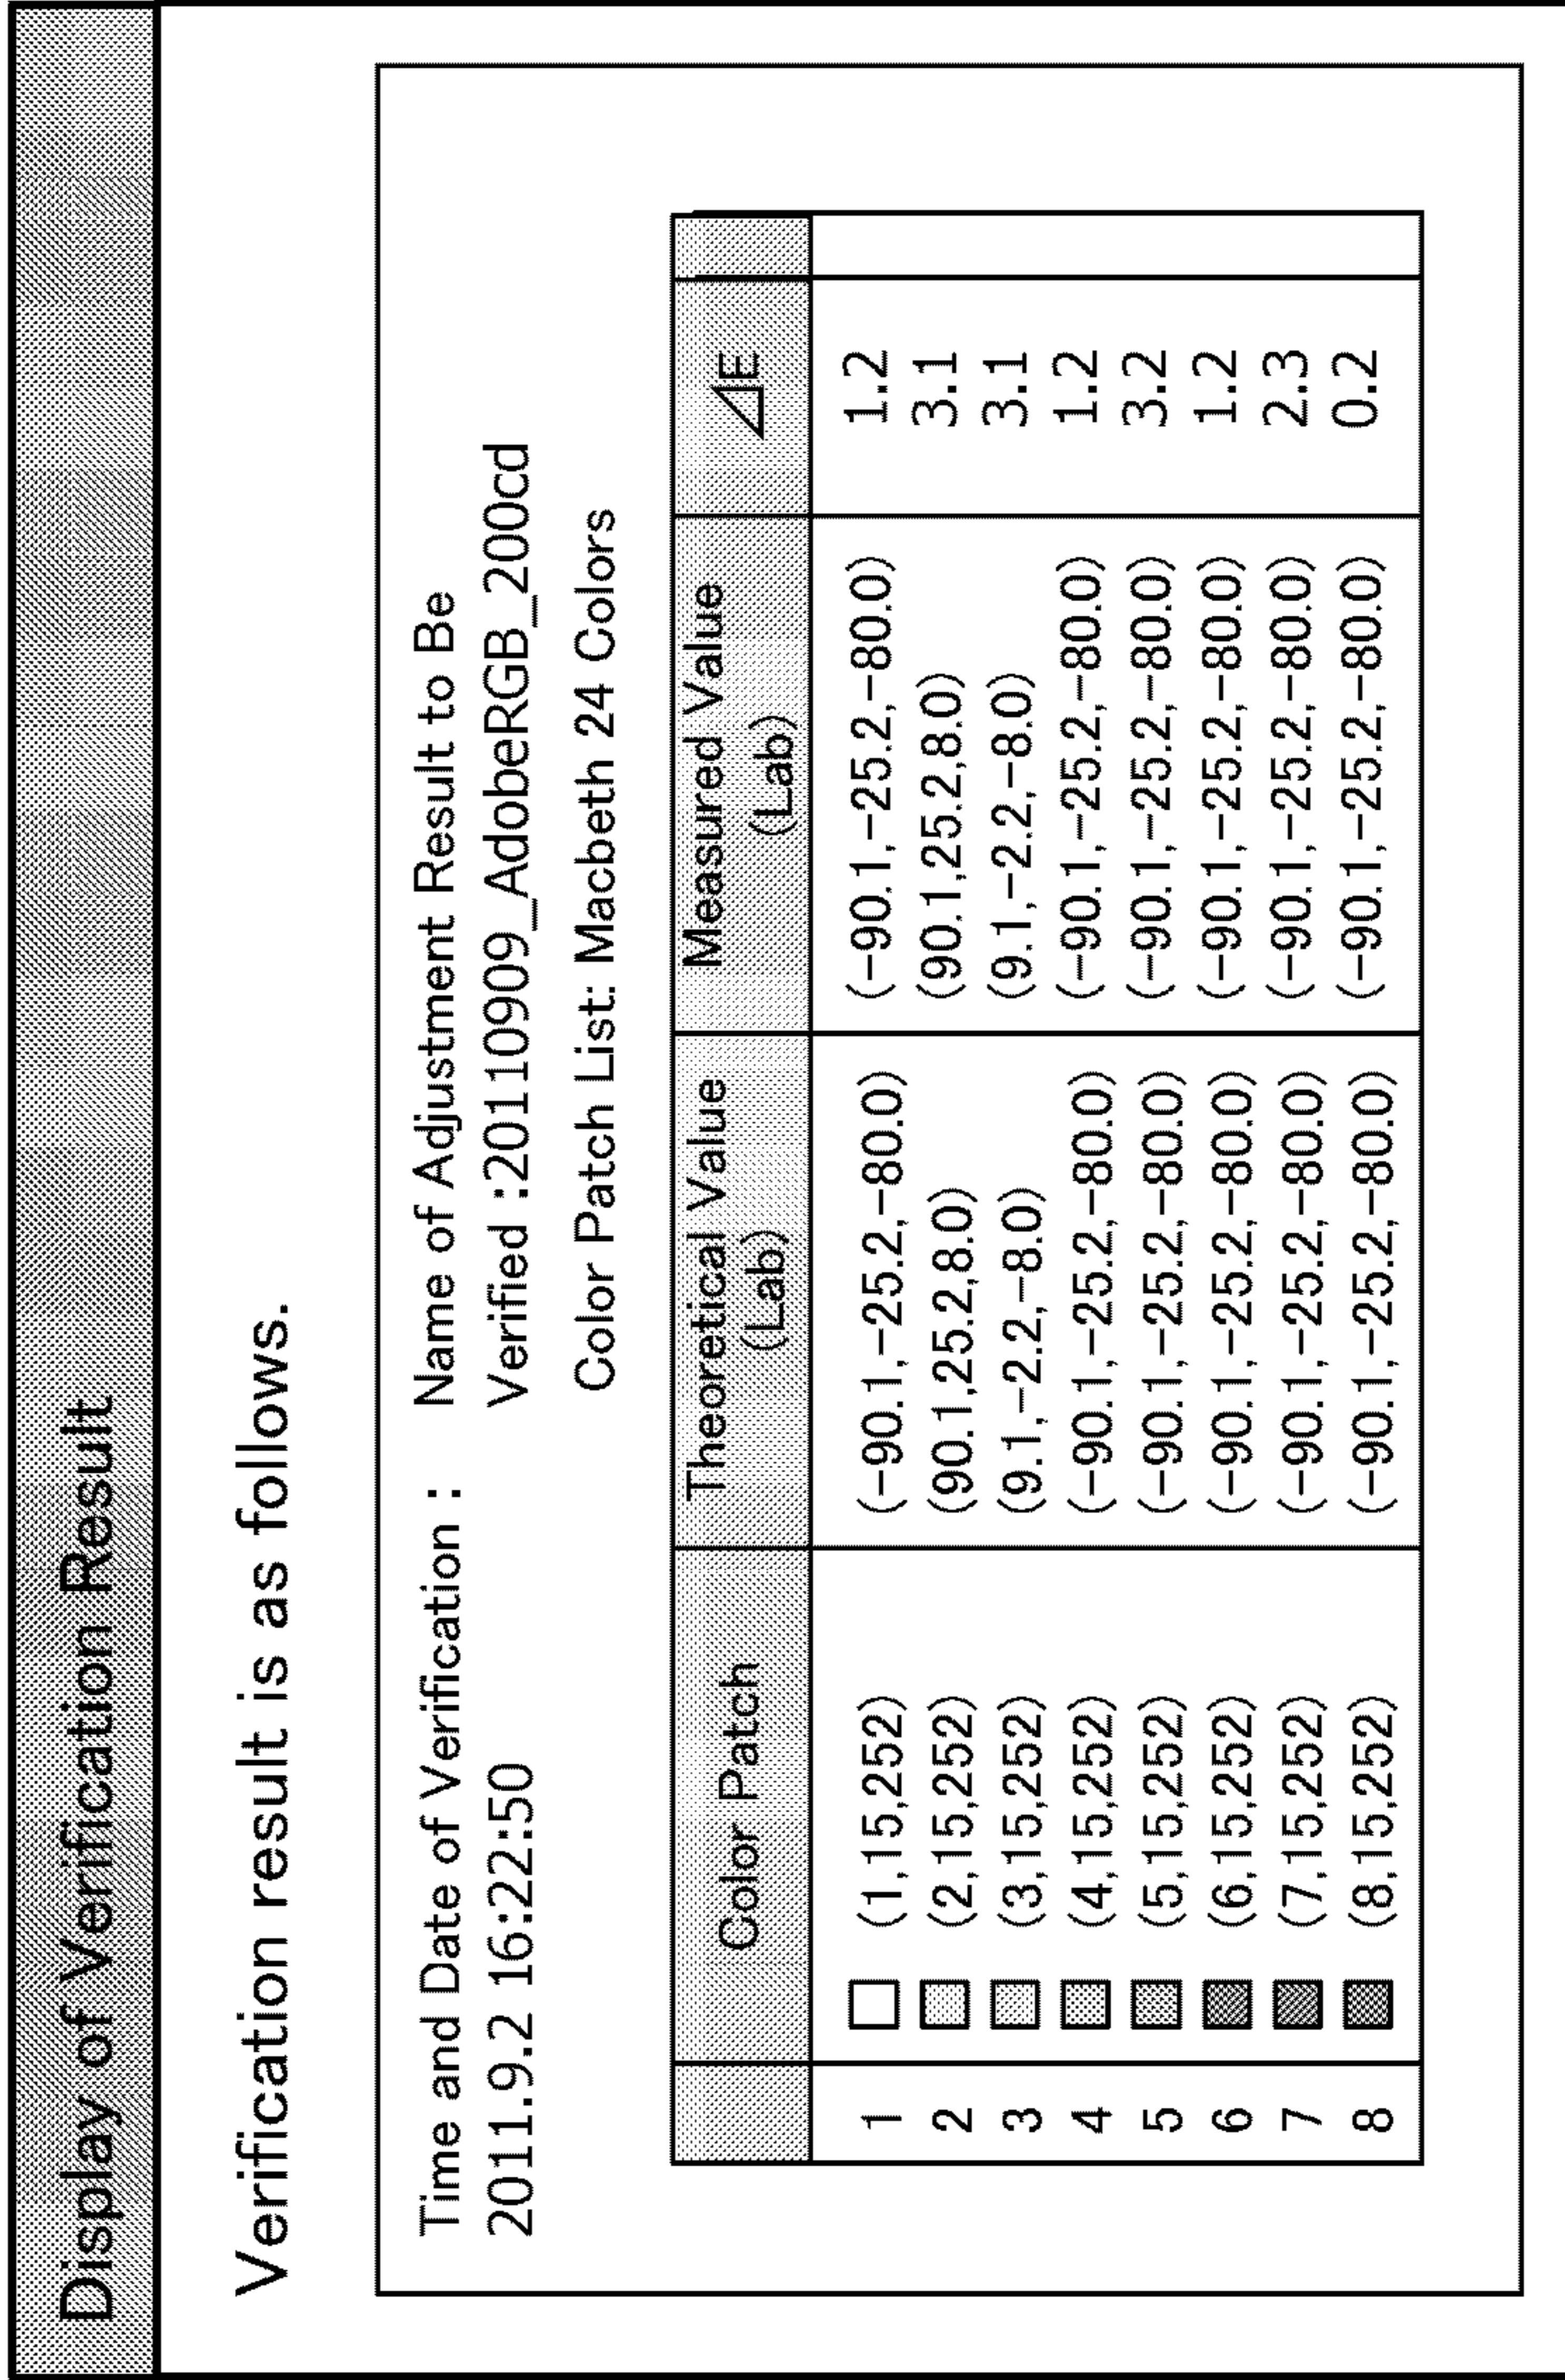 Display of Verification Result
Verification result is as follows.
Time and Date of Verification :
2011.9.2 16:22:50
Name of Adjustment Result to Be
Verified :20110909_AdobeRGB_200cd
Color Patch List: Macbeth 24 Colors
Color Patch Theoretical Value (Lab) Measured Value (Lab) ⊿E
1 (1,15,252) (-90.1,-25.2,-80.0) (-90.1,-25.2,-80.0) 1.2
2 (2,15,252) (90.1,25.2,8.0) (90.1,25.2,8.0) 3.1
3 (3,15,252) (9.1,-2.2,-8.0) (9.1,-2.2,-8.0) 3.1
4 (4,15,252) (-90.1,-25.2,-80.0) (-90.1,-25.2,-80.0) 1.2
5 (5,15,252) (-90.1,-25.2,-80.0) (-90.1,-25.2,-80.0) 3.2
6 (6,15,252) (-90.1,-25.2,-80.0) (-90.1,-25.2,-80.0) 1.2
7 (7,15,252) (-90.1,-25.2,-80.0) (-90.1,-25.2,-80.0) 2.3
8 (8,15,252) (-90.1,-25.2,-80.0) (-90.1,-25.2,-80.0) 0.2